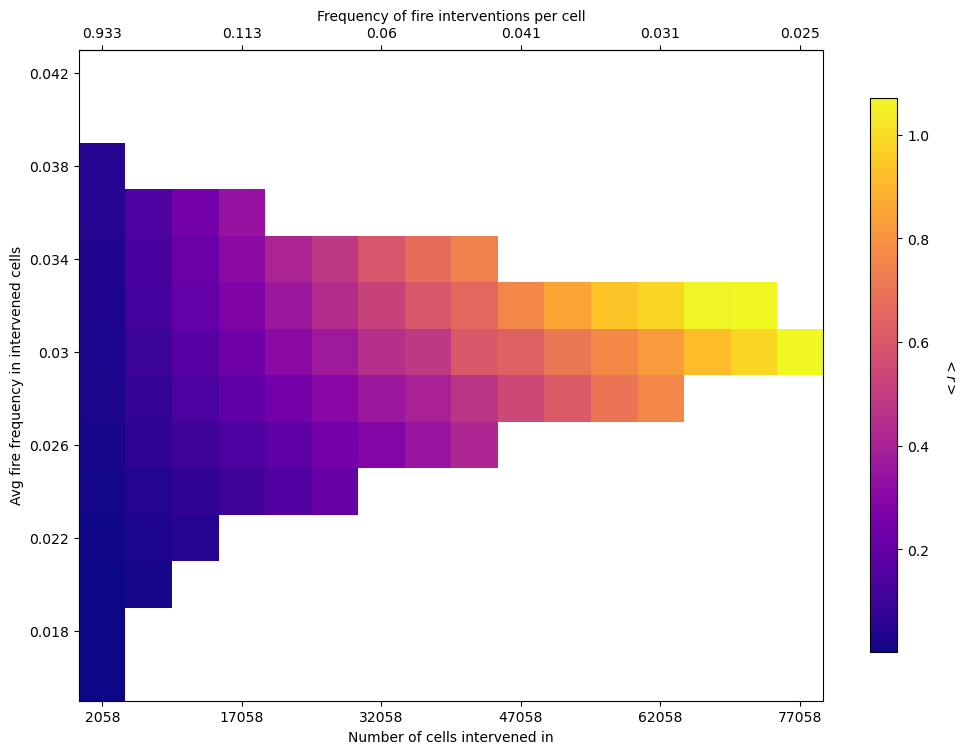 Frequency of fire interventions per cell
0.933 0.113 0.06 0.041 0.031 0.025
0.042
0.038
0.034
0.03
0.026
0.022
0.018
Avg fire frequency in intervened cells
2058 17058 32058 47058 62058 77058
Number of cells intervened in
1.0
0.8
0.6
0.4
0.2
<r>